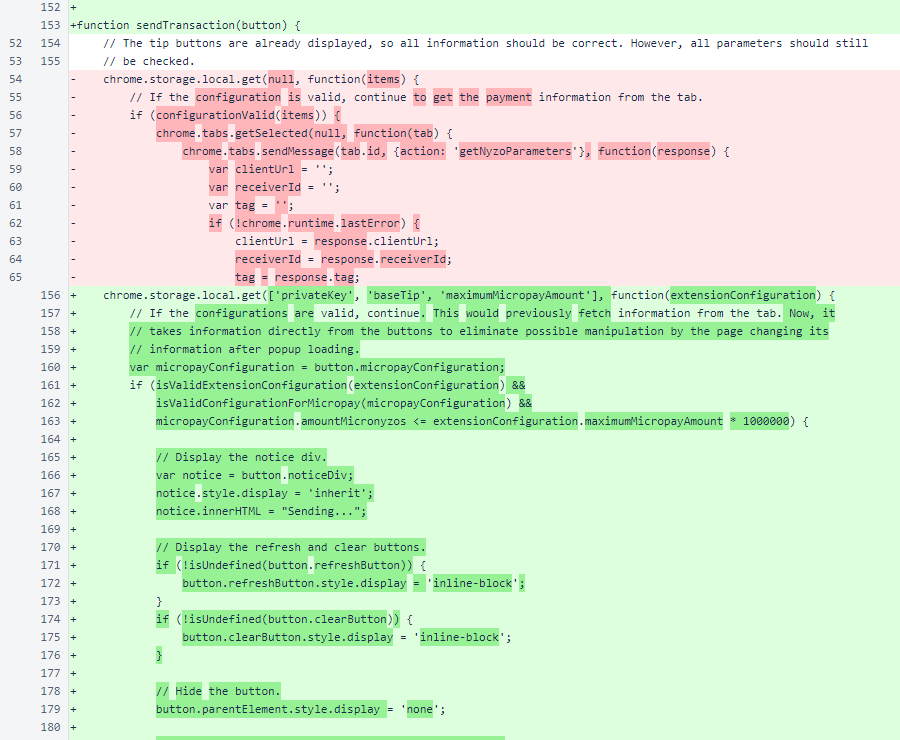 152 +
153 +function sendTransaction(button) {
52 154 // The tip buttons are already displayed, so all information should be correct. However, all parameters should still
53 155 // be checked.
54 - chrome.storage.local.get(null, function(items) {
55 - // If the configuration is valid, continue to get the payment information from the tab.
56 - if (configurationValid(items)) {
57 - chrome.tabs.getSelected(null, function(tab) {
58 - chrome.tabs.sendMessage(tab.id, {action: 'getNyzoParameters'}, function(response) {
59 - var clientUrl = '';
60 - var receiverId = '';
61 - var tag = '';
62 - if (!chrome.runtime.lastError) {
63 - clientUrl = response.clientUrl;
64 - receiverId = response.receiverId;
65 - tag = response.tag;
156 + chrome.storage.local.get(['privateKey', 'baseTip', 'maximumMicropayAmount'], function(extensionConfiguration) {
157 + // If the configurations are valid, continue. This would previously fetch information from the tab. Now, it
158 + // takes information directly from the buttons to eliminate possible manipulation by the page changing its
159 + // information after popup loading.
160 + var micropayConfiguration = button.micropayConfiguration;
161 + if (isValidExtensionConfiguration(extensionConfiguration) &&
162 + isValidConfigurationForMicropay(micropayConfiguration) &&
163 + micropayConfiguration.amountMicronyzos <= extensionConfiguration.maximumMicropayAmount * 1000000) {
164 +
165 + // Display the notice div.
166 + var notice = button.noticeDiv;
167 + notice.style.display = 'inherit';
168 + notice.innerHTML = "Sending...";
169 +
170 + // Display the refresh and clear buttons.
171 + if (!isUndefined(button.refreshButton)) {
172 + button.refreshButton.style.display = 'inline-block';
173 + }
174 + if (!isUndefined(button.clearButton)) {
175 + button.clearButton.style.display = 'inline-block';
176 + }
177 +
178 + // Hide the button.
179 + button.parentElement.style.display = 'none';
180 +